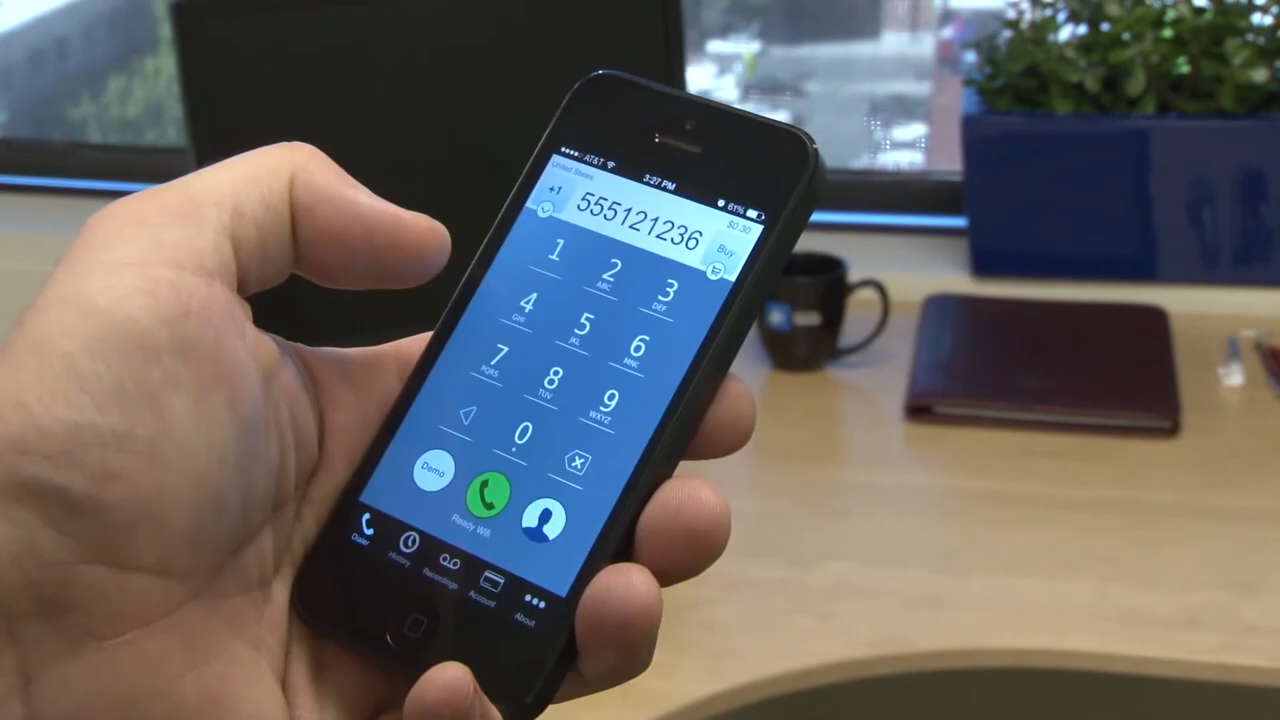 AT&T 3:27 PM 61%
United States $0.30
+1 555121236 Buy
1 2 3
ABC DEF
4 5 6
GHI JKL MNO
7 8 9
PQRS TUV WXYZ
0
+
Demo
Ready Wifi
Dialer History Recordings Account About